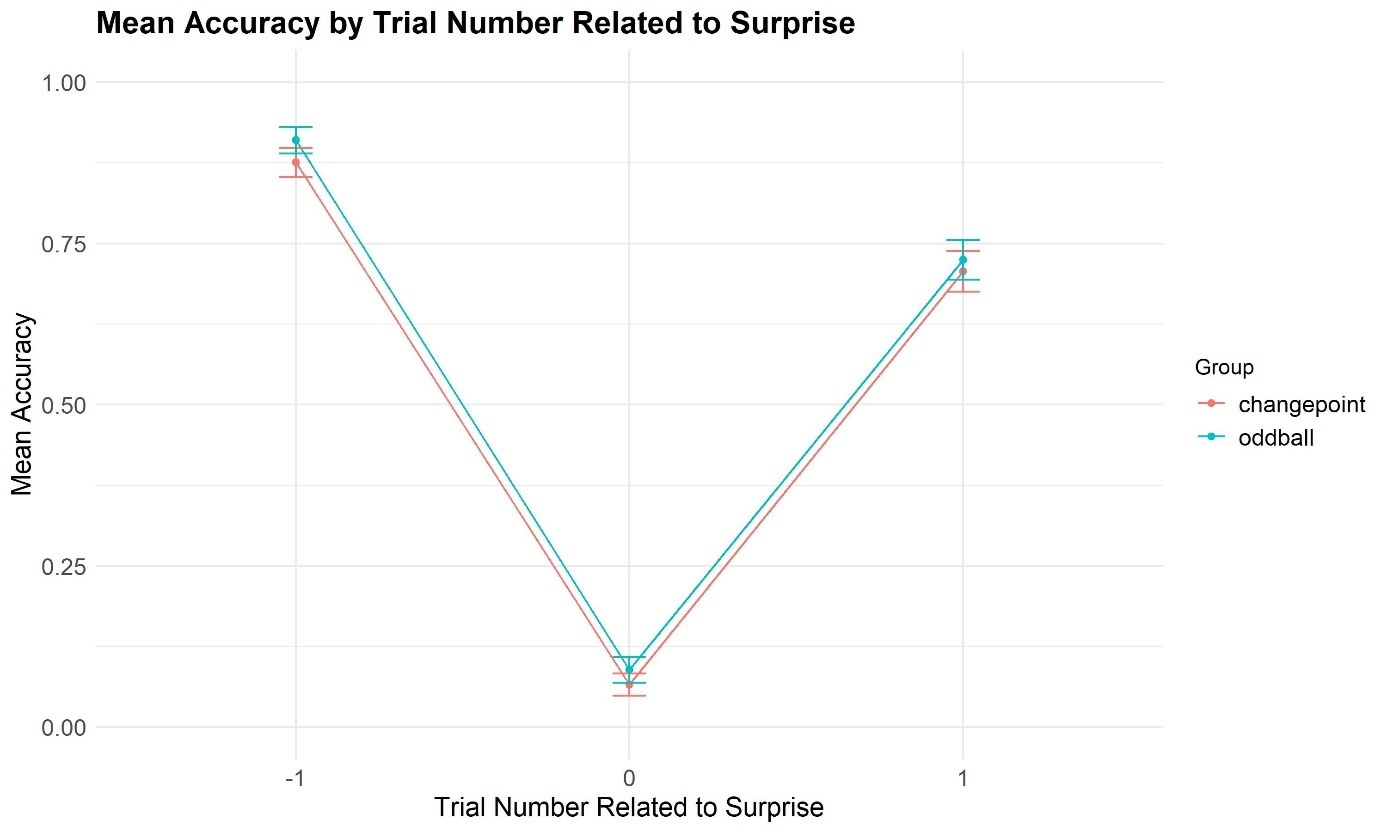 Mean Accuracy by Trial Number Related to Surprise
1.00
0.75
0.50
0.25
0.00
Mean Accuracy
-1 0 1
Trial Number Related to Surprise
Group
changepoint
oddball